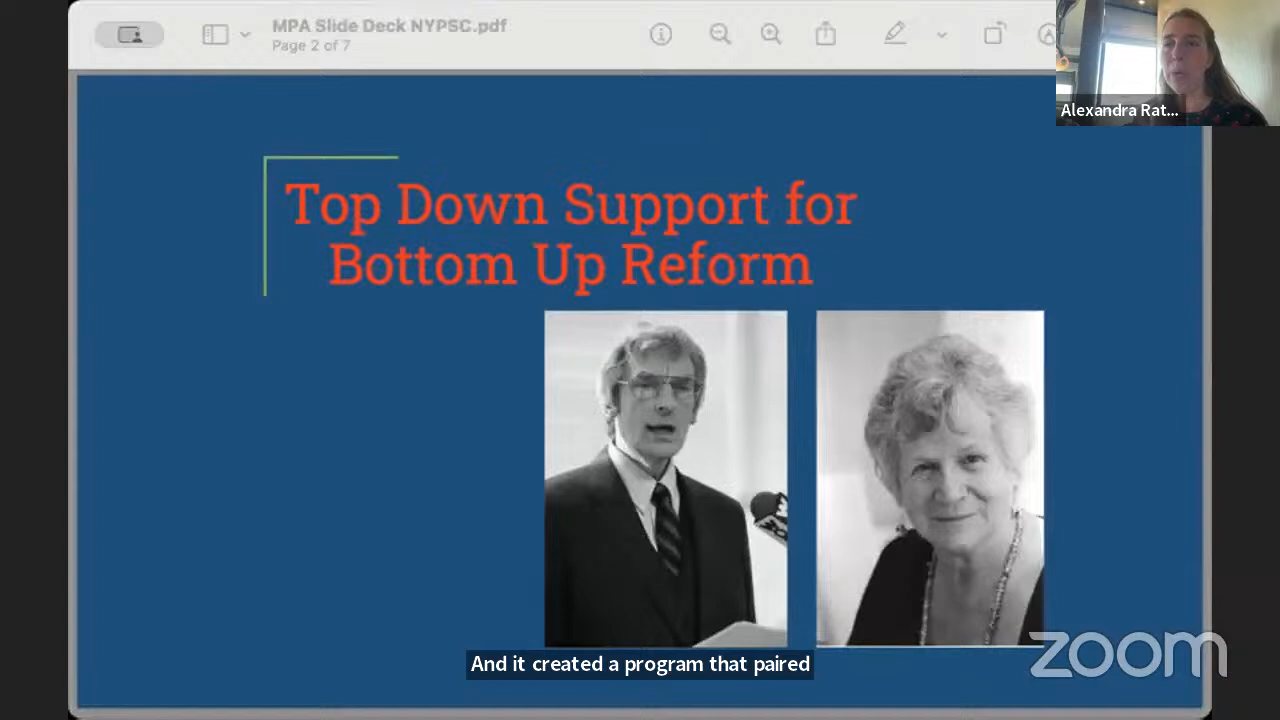 MPA Slide Deck NYPSC.pdf
Page 2 of 7
Alexandra Rat...
Top Down Support for
Bottom Up Reform
And it created a program that paired
zoom